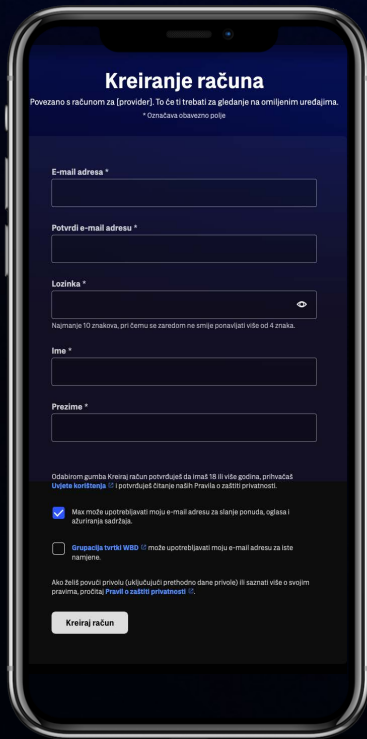 Kreiranje računa
Povezano s računom za [provider]. To će ti trebati za gledanje na omiljenim uređajima.
* Označava obavezno polje
E-mail adresa *
Potvrdi e-mail adresu *
Lozinka *
Najmanje 10 znakova, pri čemu se zaredom ne smije ponavljati više od 4 znaka.
Ime *
Prezime *
Odabirom gumba Kreiraj račun potvrđuješ da imaš 18 ili više godina, prihvaćaš
Uvjete korištenja i potvrđuješ čitanje naših Pravila o zaštiti privatnosti.
Max može upotrebljavati moju e-mail adresu za slanje ponuda, oglasa i
ažuriranja sadržaja.
Grupacija tvrtki WBD može upotrebljavati moju e-mail adresu za iste
namjene.
Ako želiš povući privolu (uključujući prethodno dane privole) ili saznati više o svojim
pravima, pročitaj Pravil o zaštiti privatnosti.
Kreiraj račun